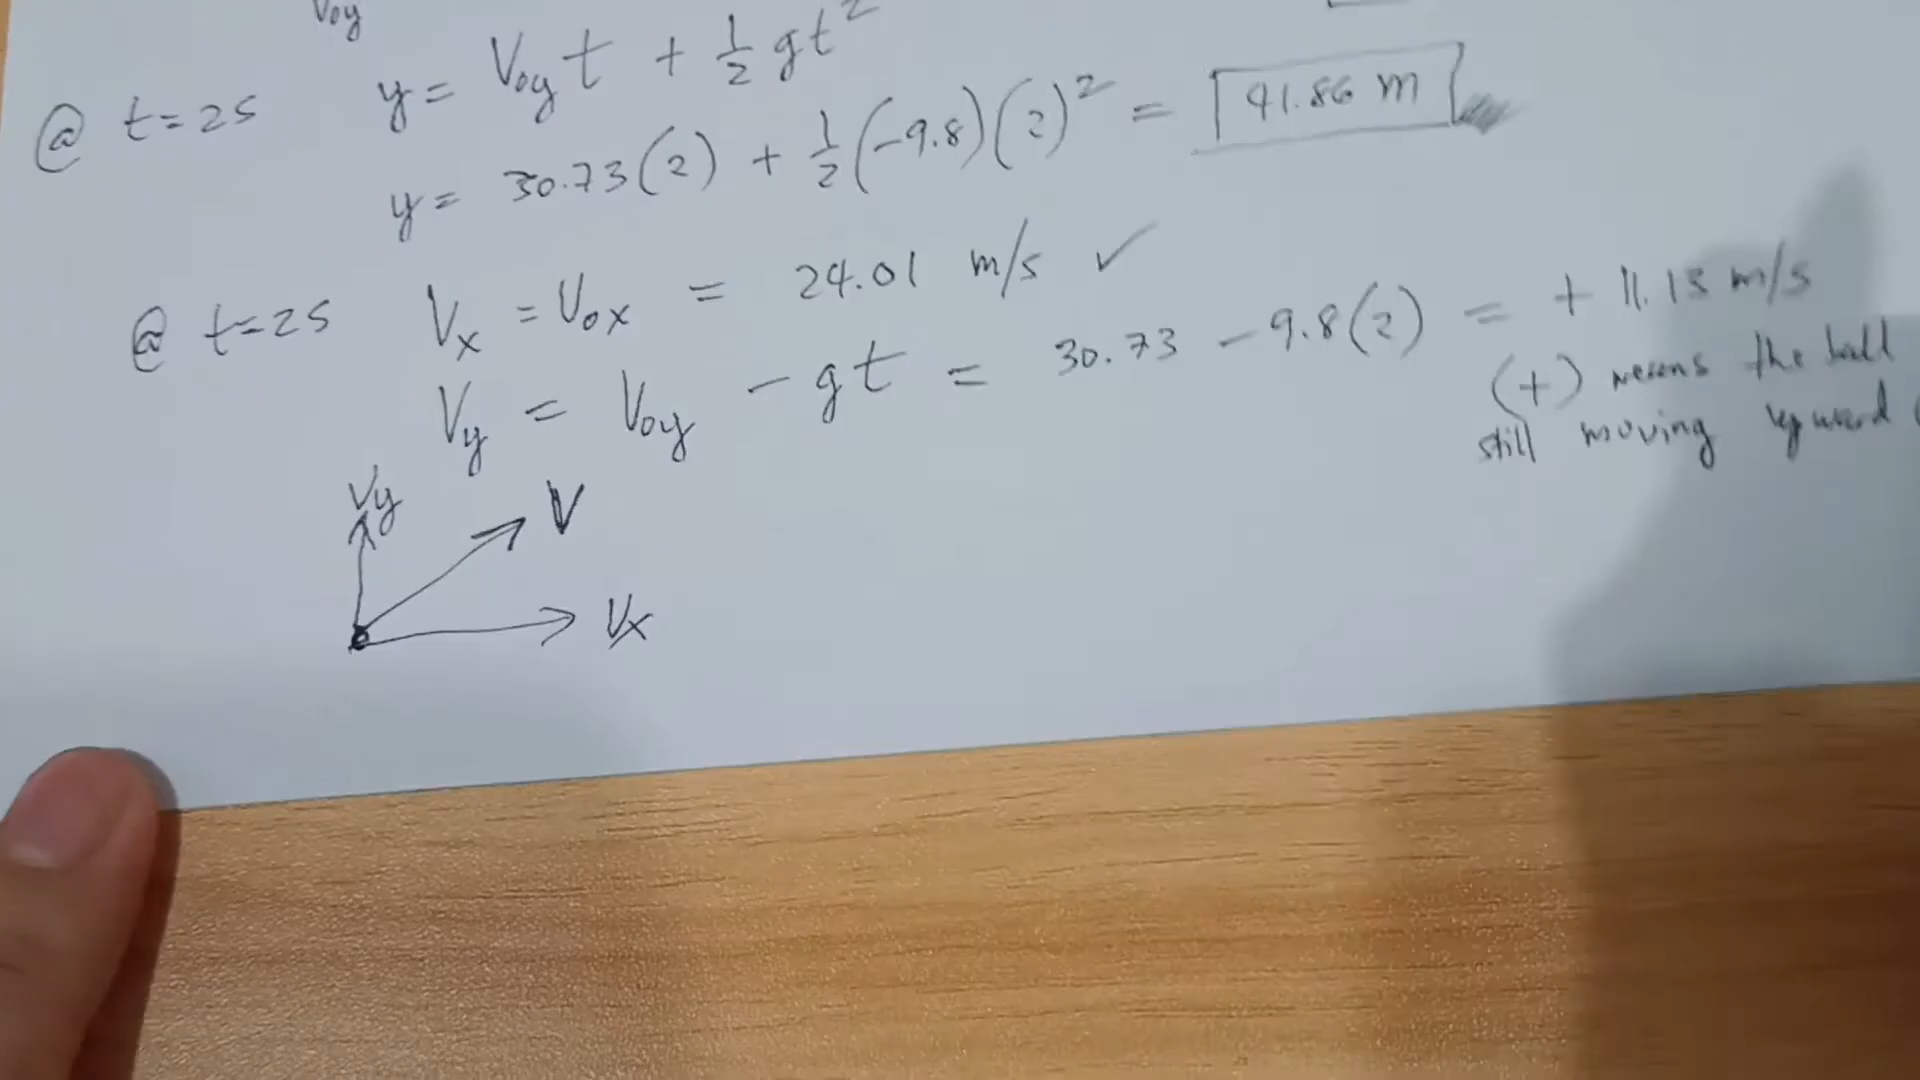 Voy
y = Voy t + 1/2 gt²
@ t=2s
y = 30.73(2) + 1/2(-9.8)(2)² = 41.86 m
@ t=2s Vx = Vox = 24.01 m/s ✓
Vy = Voy - gt = 30.73 - 9.8(2) = + 11.13 m/s
(+) means the ball
still moving upward
Vy
V
Vx